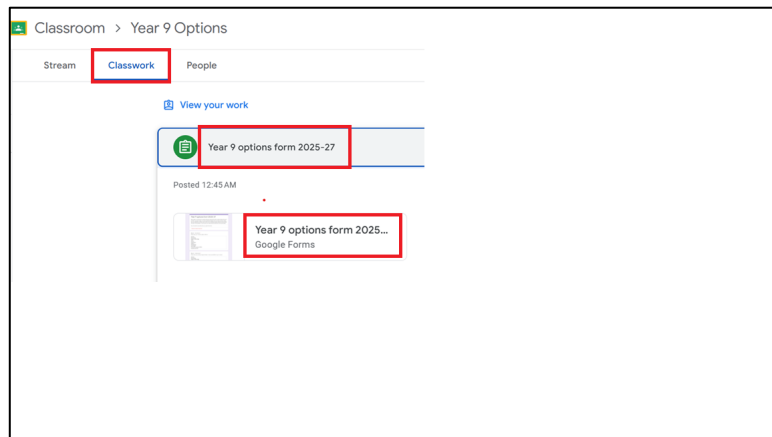 Classroom > Year 9 Options
Stream Classwork People
View your work
Year 9 options form 2025-27
Posted 12:45 AM
Year 9 options form 2025...
Google Forms